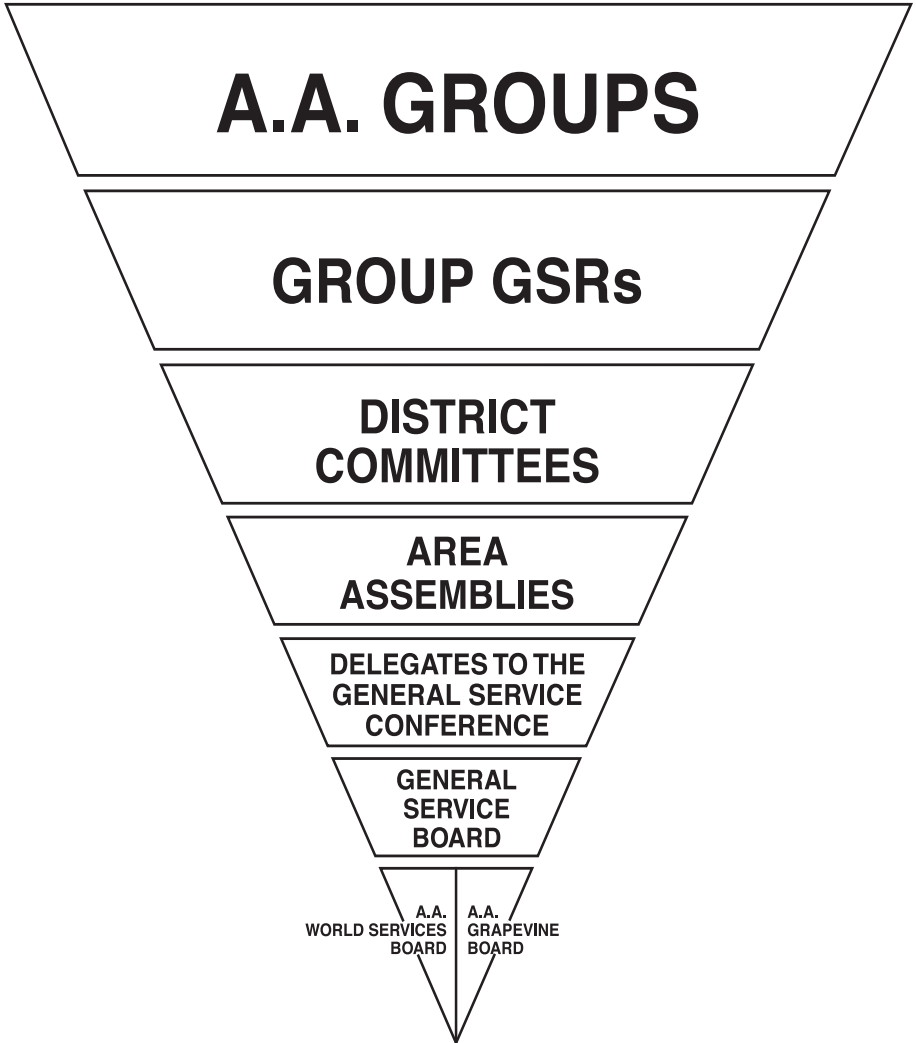 A.A. GROUPS
GROUP GSRs
DISTRICT
COMMITTEES
AREA
ASSEMBLIES
DELEGATES TO THE
GENERAL SERVICE
CONFERENCE
GENERAL
SERVICE
BOARD
A.A.
WORLD SERVICES
BOARD
A.A.
GRAPEVINE
BOARD